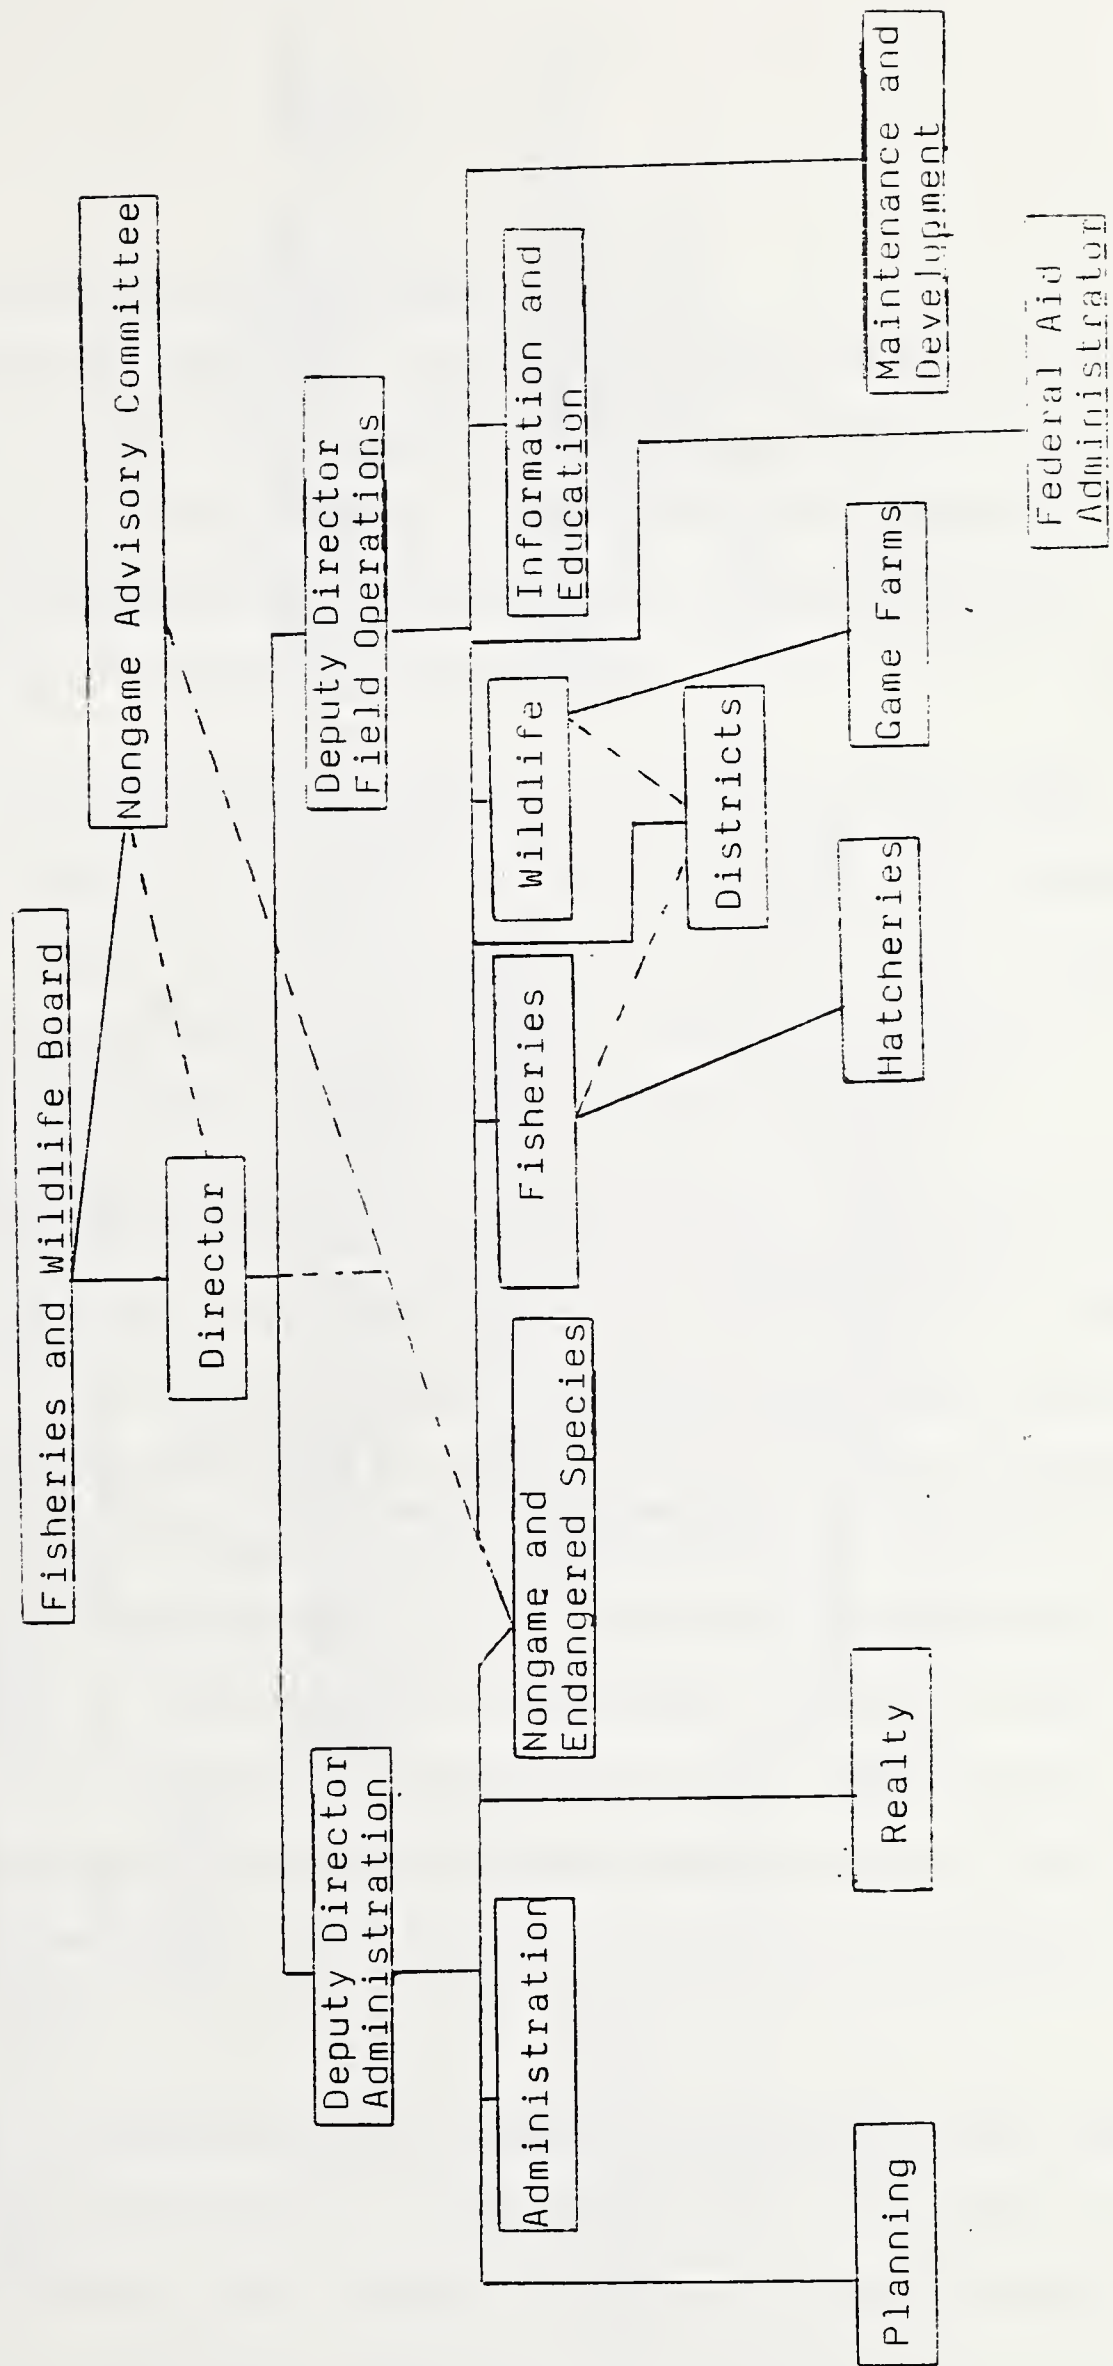 Fisheries and Wildlife Board
Nongame Advisory Committee
Director
Deputy Director
Administration
Deputy Director
Field Operations
Administration
Nongame and
Endangered Species
Fisheries
Wildlife
Information and
Education
Districts
Planning
Realty
Hatcheries
Game Farms
Maintenance and
Development
Federal Aid
Administrator